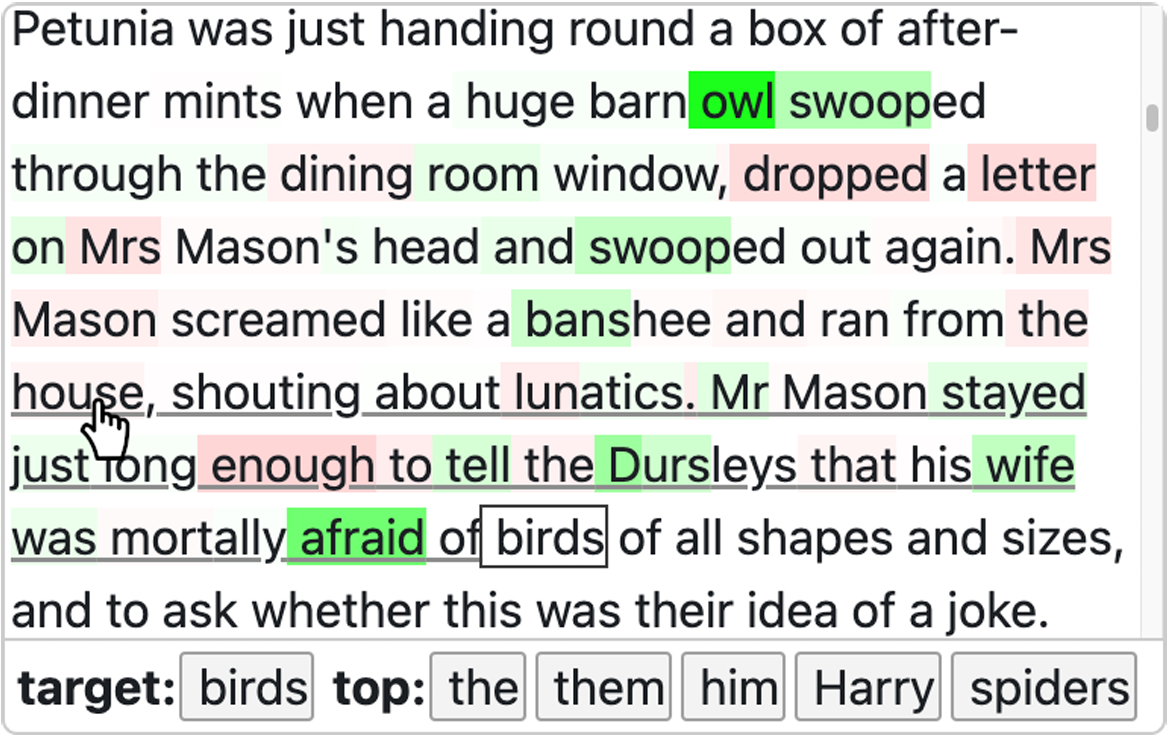 Petunia was just handing round a box of after-
dinner mints when a huge barn owl swooped
through the dining room window, dropped a letter
on Mrs Mason's head and swooped out again. Mrs
Mason screamed like a banshee and ran from the
house, shouting about lunatics. Mr Mason stayed
just long enough to tell the Dursleys that his wife
was mortally afraid of birds of all shapes and sizes,
and to ask whether this was their idea of a joke.
target: birds top: the them him Harry spiders